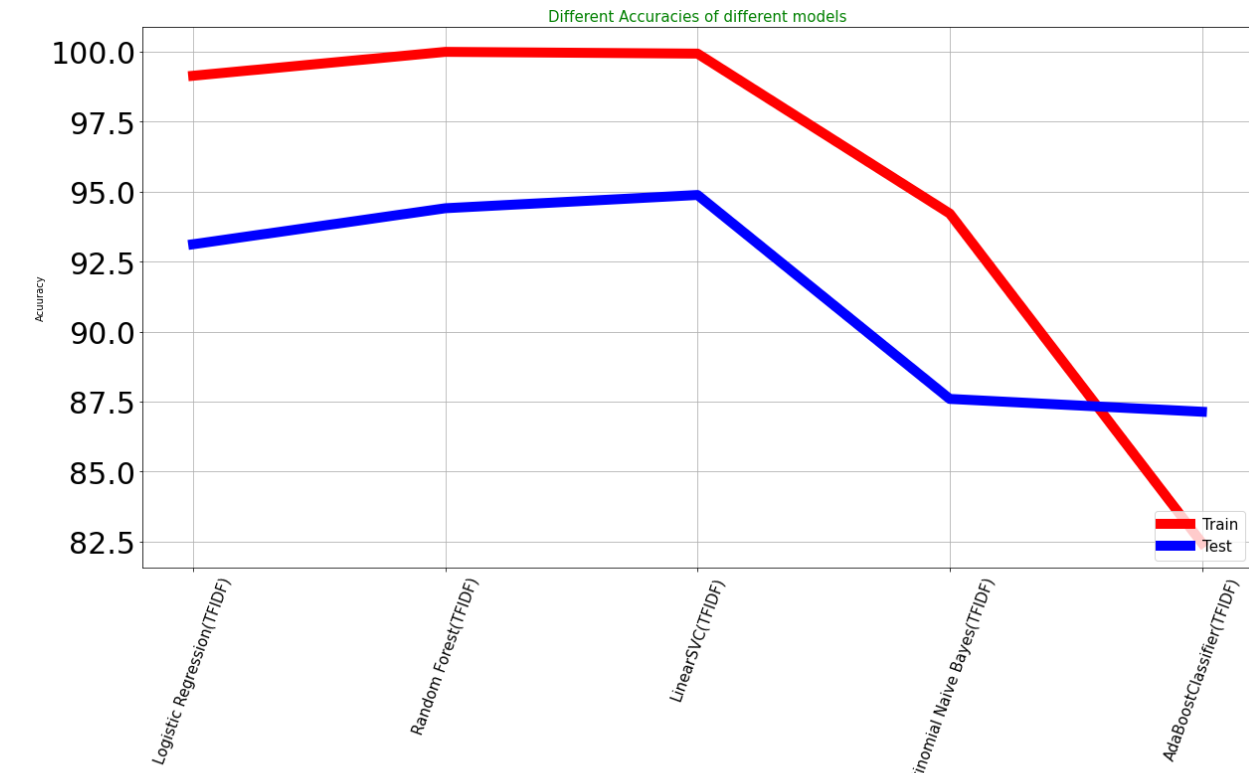 Different Accuracies of different models
100.0
97.5
95.0
92.5
90.0
87.5
85.0
82.5
Acuuracy
Train
Test
Logistic Regression(TFIDF)
Random Forest(TFIDF)
LinearSVC(TFIDF)
inomial Naive Bayes(TFIDF)
AdaBoostClassifier(TFIDF)